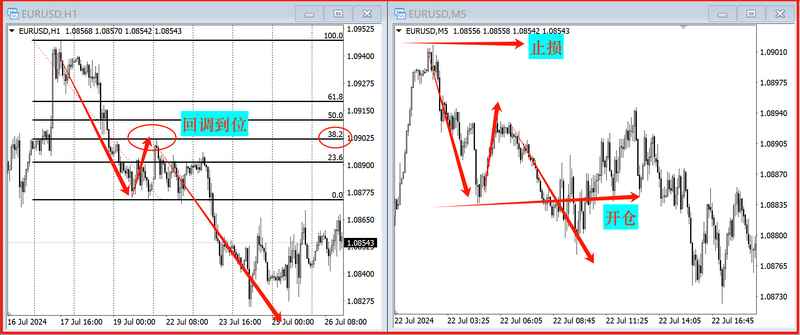 EURUSD,H1
EURUSD,H1 1.08568 1.08570 1.08542 1.08543
100.0
61.8
50.0
38.2
23.6
0.0
回调到位
1.09525
1.09400
1.09275
1.09150
1.09025
1.08900
1.08775
1.08650
1.08543
1.08400
1.08275
16 Jul 2024
17 Jul 16:00
19 Jul 00:00
22 Jul 08:00
23 Jul 16:00
25 Jul 00:00
26 Jul 08:00
EURUSD,M5
EURUSD,M5 1.08556 1.08558 1.08542 1.08543
止损
开仓
1.09010
1.08975
1.08940
1.08905
1.08870
1.08835
1.08800
1.08765
1.08730
22 Jul 2024
22 Jul 03:25
22 Jul 06:05
22 Jul 08:45
22 Jul 11:25
22 Jul 14:05
22 Jul 16:45